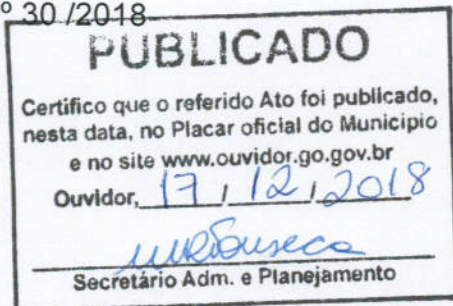 º 30 /2018
PUBLICADO
Certifico que o referido Ato foi publicado,
nesta data, no Placar oficial do Municipio
e no site www.ouvidor.go.gov.br
Ouvidor, 17 / 12 / 2018
Secretário Adm. e Planejamento